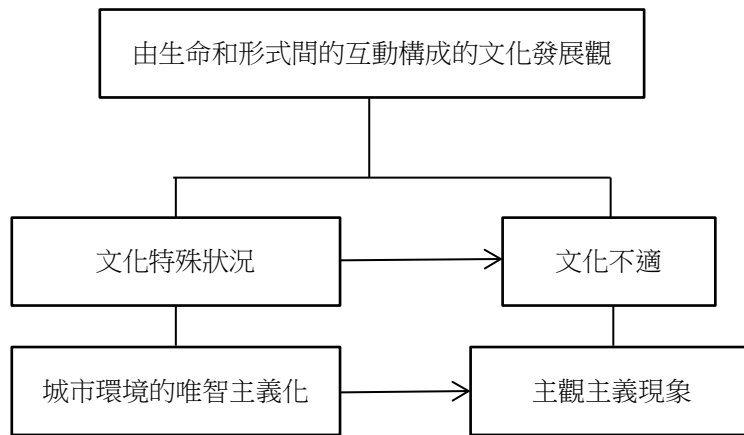 由生命和形式間的互動構成的文化發展觀
文化特殊狀況
文化不適
城市環境的唯智主義化
主觀主義現象